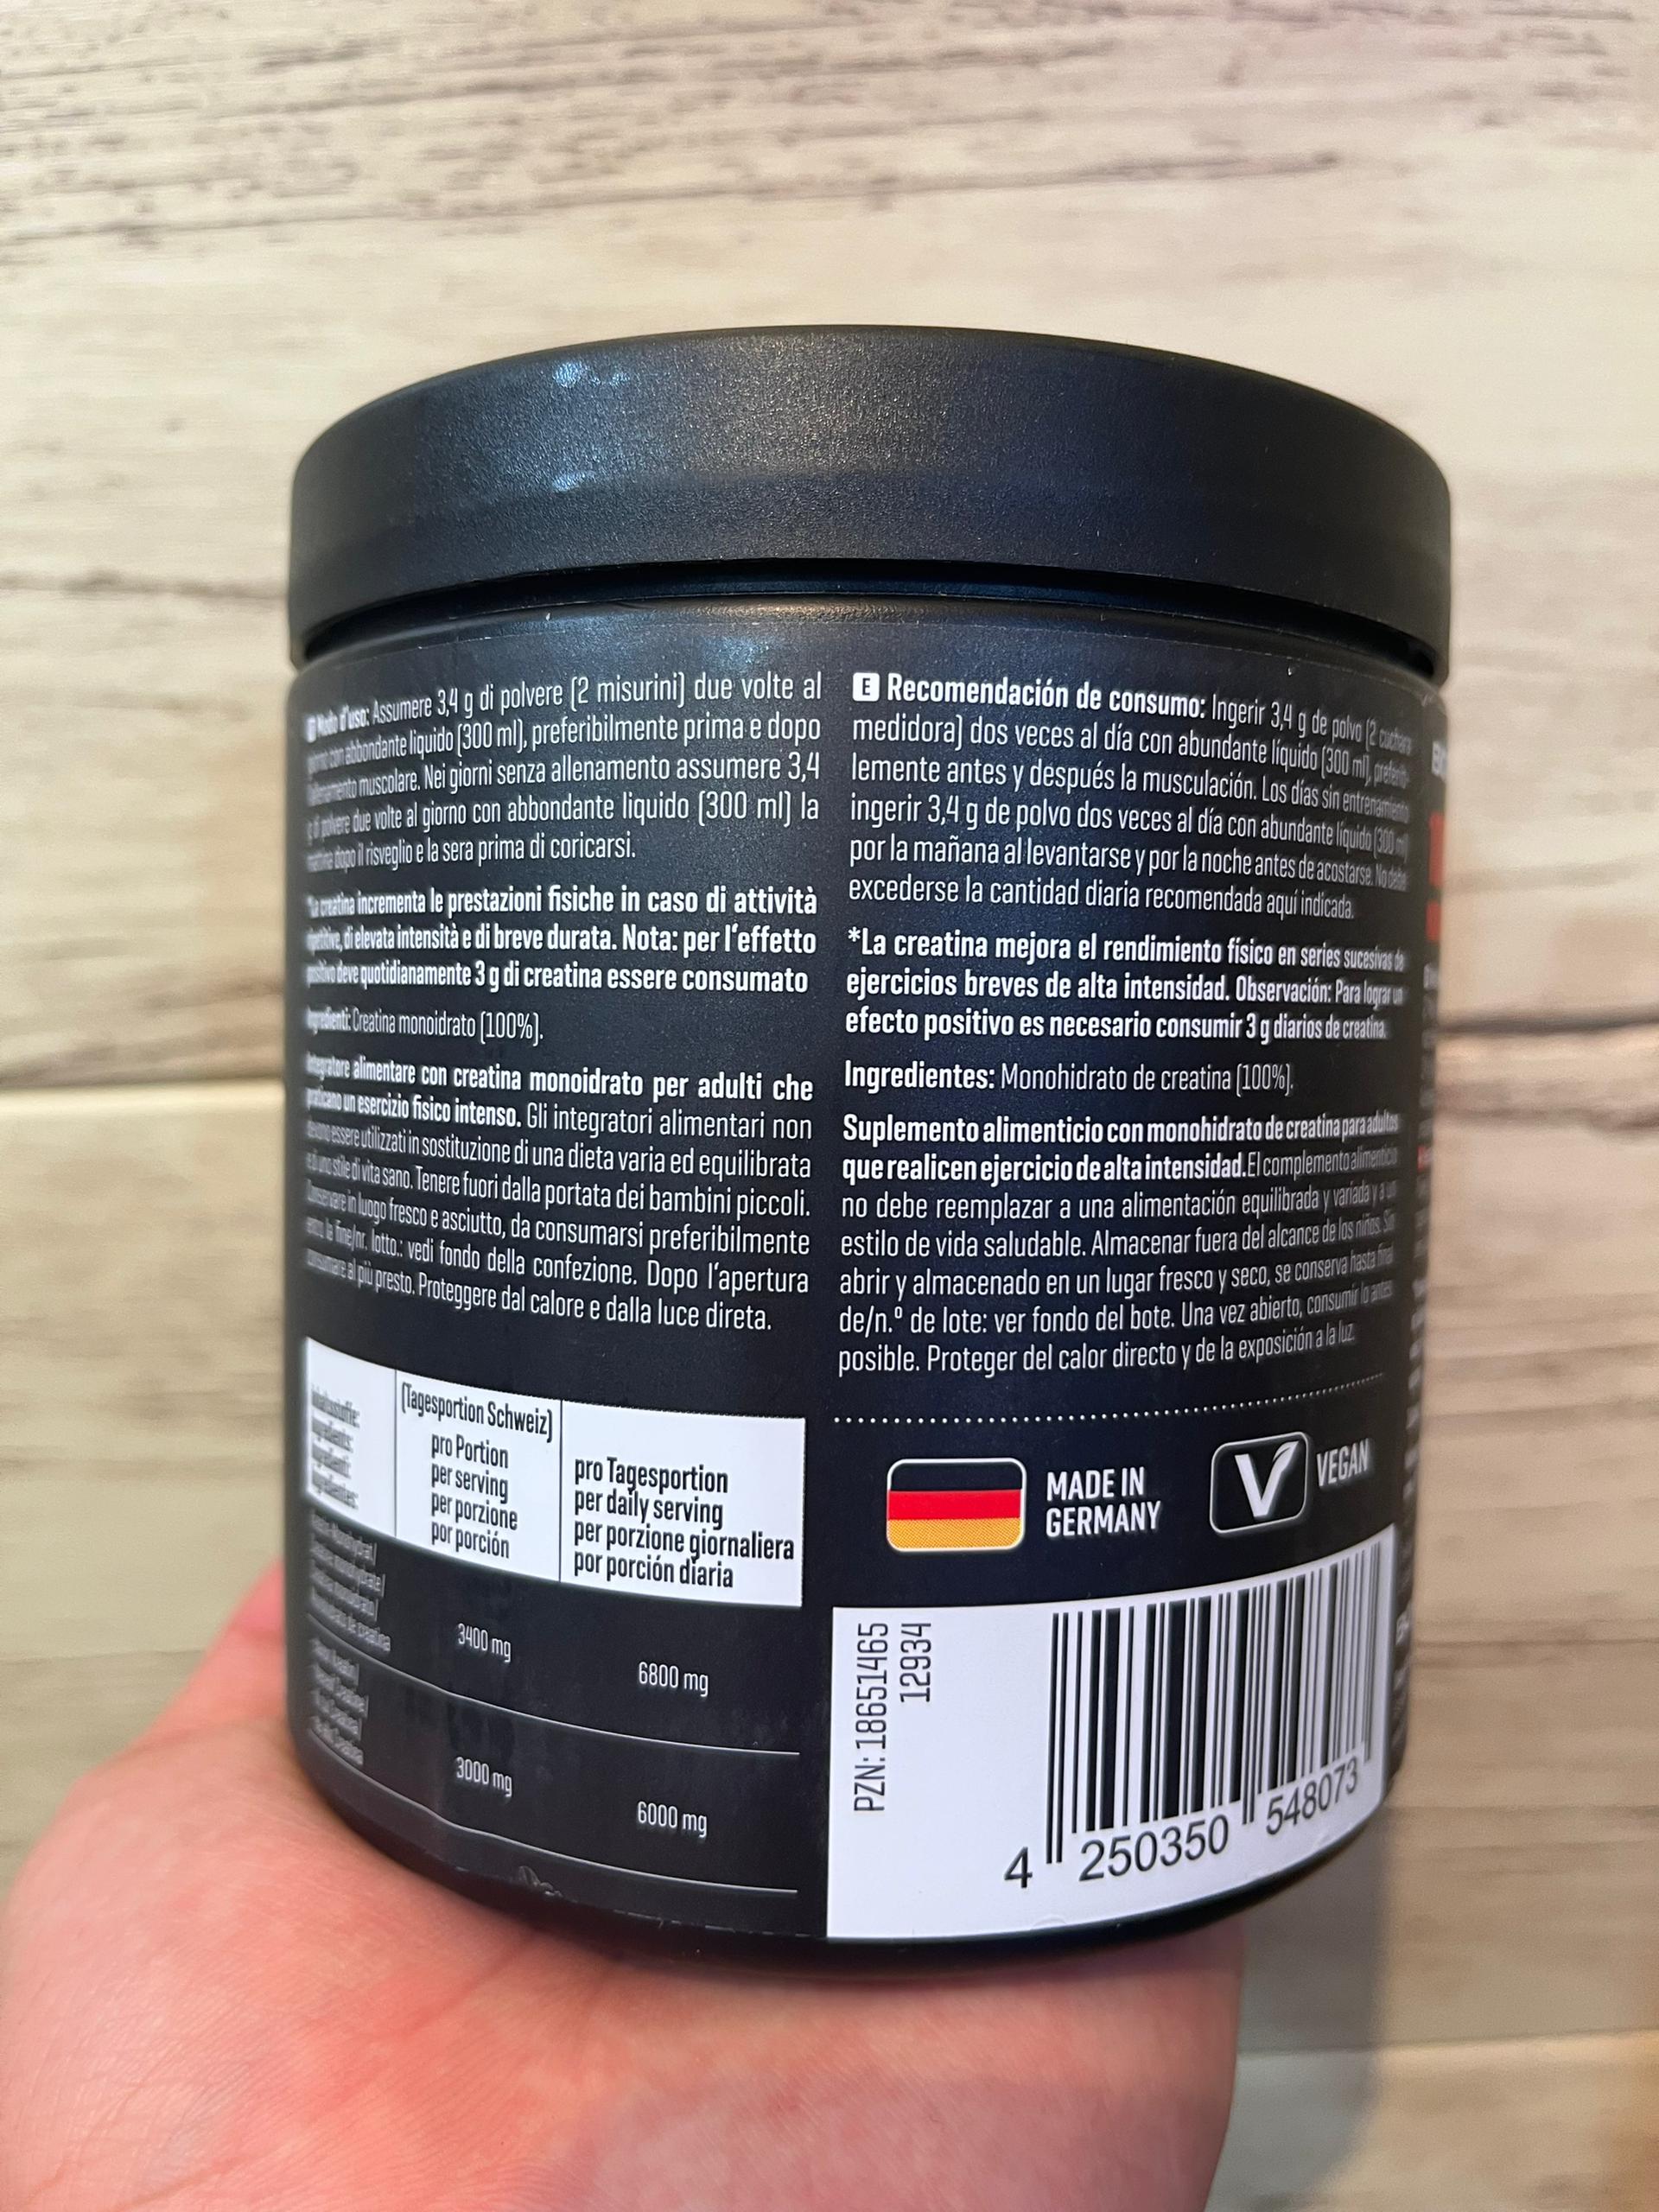 Modo d'uso: Assumere 3,4 g di polvere (2 misurini) due volte al
giorno con abbondante liquido (300 ml), preferibilmente prima e dopo
l'allenamento muscolare. Nei giorni senza allenamento assumere 3,4
g di polvere due volte al giorno con abbondante liquido (300 ml) la
mattina dopo il risveglio e la sera prima di coricarsi.
*La creatina incrementa le prestazioni fisiche in caso di attività
ripetitive, di elevata intensità e di breve durata. Nota: per l'effetto
positivo deve quotidianamente 3 g di creatina essere consumato
Ingredienti: Creatina monoidrato (100%).
Integratore alimentare con creatina monoidrato per adulti che
praticano un esercizio fisico intenso. Gli integratori alimentari non
devono essere utilizzati in sostituzione di una dieta varia ed equilibrata
e di uno stile di vita sano. Tenere fuori dalla portata dei bambini piccoli.
Conservare in luogo fresco e asciutto, da consumarsi preferibilmente
entro la fine/nr. lotto.: vedi fondo della confezione. Dopo l'apertura
consumare al più presto. Proteggere dal calore e dalla luce direta.
Inhaltsstoffe:
Ingredients:
Ingredienti:
Ingredientes:
(Tagesportion Schweiz)
pro Portion
per serving
per porzione
por porción
pro Tagesportion
per daily serving
per porzione giornaliera
por porción diaria
3400 mg
6800 mg
3000 mg
6000 mg
E Recomendación de consumo: Ingerir 3,4 g de polvo (2 cuchara
medidora) dos veces al día con abundante líquido (300 ml), preferib-
lemente antes y después la musculación. Los días sin entrenamiento
ingerir 3,4 g de polvo dos veces al día con abundante líquido (300 ml)
por la mañana al levantarse y por la noche antes de acostarse. No debe
excederse la cantidad diaria recomendada aquí indicada.
*La creatina mejora el rendimiento físico en series sucesivas de
ejercicios breves de alta intensidad. Observación: Para lograr un
efecto positivo es necesario consumir 3 g diarios de creatina.
Ingredientes: Monohidrato de creatina (100%).
Suplemento alimenticio con monohidrato de creatina para adultos
que realicen ejercicio de alta intensidad. El complemento alimenticio
no debe reemplazar a una alimentación equilibrada y variada y a un
estilo de vida saludable. Almacenar fuera del alcance de los niños. Sin
abrir y almacenado en un lugar fresco y seco, se conserva hasta final
de/n.º de lote: ver fondo del bote. Una vez abierto, consumir lo antes
posible. Proteger del calor directo y de la exposición a la luz.
MADE IN
GERMANY
VEGAN
PZN: 18651465
12934
4 250350 548073